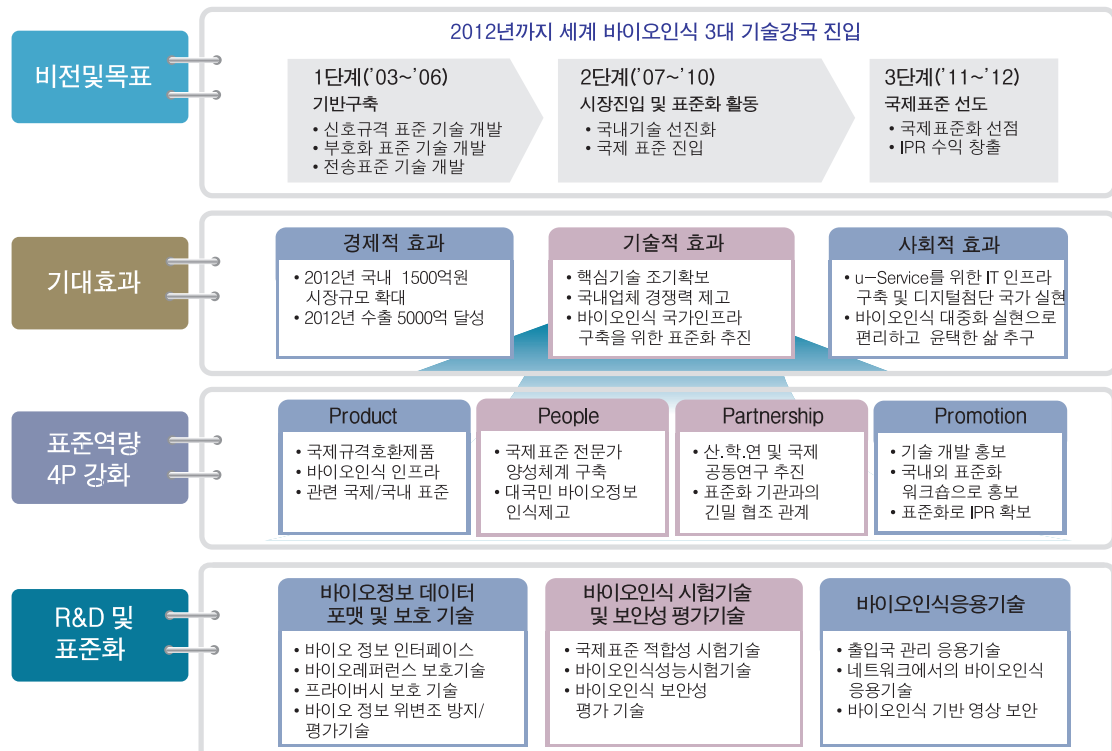 비전및목표
2012년까지 세계 바이오인식 3대 기술강국 진입
1단계('03~'06)
기반구축
• 신호규격 표준 기술 개발
• 부호화 표준 기술 개발
• 전송표준 기술 개발
2단계('07~'10)
시장진입 및 표준화 활동
• 국내기술 선진화
• 국제 표준 진입
3단계('11~'12)
국제표준 선도
• 국제표준화 선점
• IPR 수익 창출
기대효과
경제적 효과
• 2012년 국내 1500억원
시장규모 확대
• 2012년 수출 5000억 달성
기술적 효과
• 핵심기술 조기확보
• 국내업체 경쟁력 제고
• 바이오인식 국가인프라
구축을 위한 표준화 추진
사회적 효과
• u-Service를 위한 IT 인프라
구축 및 디지털첨단 국가 실현
• 바이오인식 대중화 실현으로
편리하고 윤택한 삶 추구
표준역량
4P 강화
Product
• 국제규격호환제품
• 바이오인식 인프라
• 관련 국제/국내 표준
People
• 국제표준 전문가
양성체계 구축
• 대국민 바이오정보
인식제고
Partnership
• 산.학.연 및 국제
공동연구 추진
• 표준화 기관과의
긴밀 협조 관계
Promotion
• 기술 개발 홍보
• 국내외 표준화
워크숍으로 홍보
• 표준화로 IPR 확보
R&D 및
표준화
바이오정보 데이터
포맷 및 보호 기술
• 바이오 정보 인터페이스
• 바이오레퍼런스 보호기술
• 프라이버시 보호 기술
• 바이오 정보 위변조 방지/
평가기술
바이오인식 시험기술
및 보안성 평가기술
• 국제표준 적합성 시험기술
• 바이오인식성능시험기술
• 바이오인식 보안성
평가 기술
바이오인식응용기술
• 출입국 관리 응용기술
• 네트워크에서의 바이오인식
응용기술
• 바이오인식 기반 영상 보안